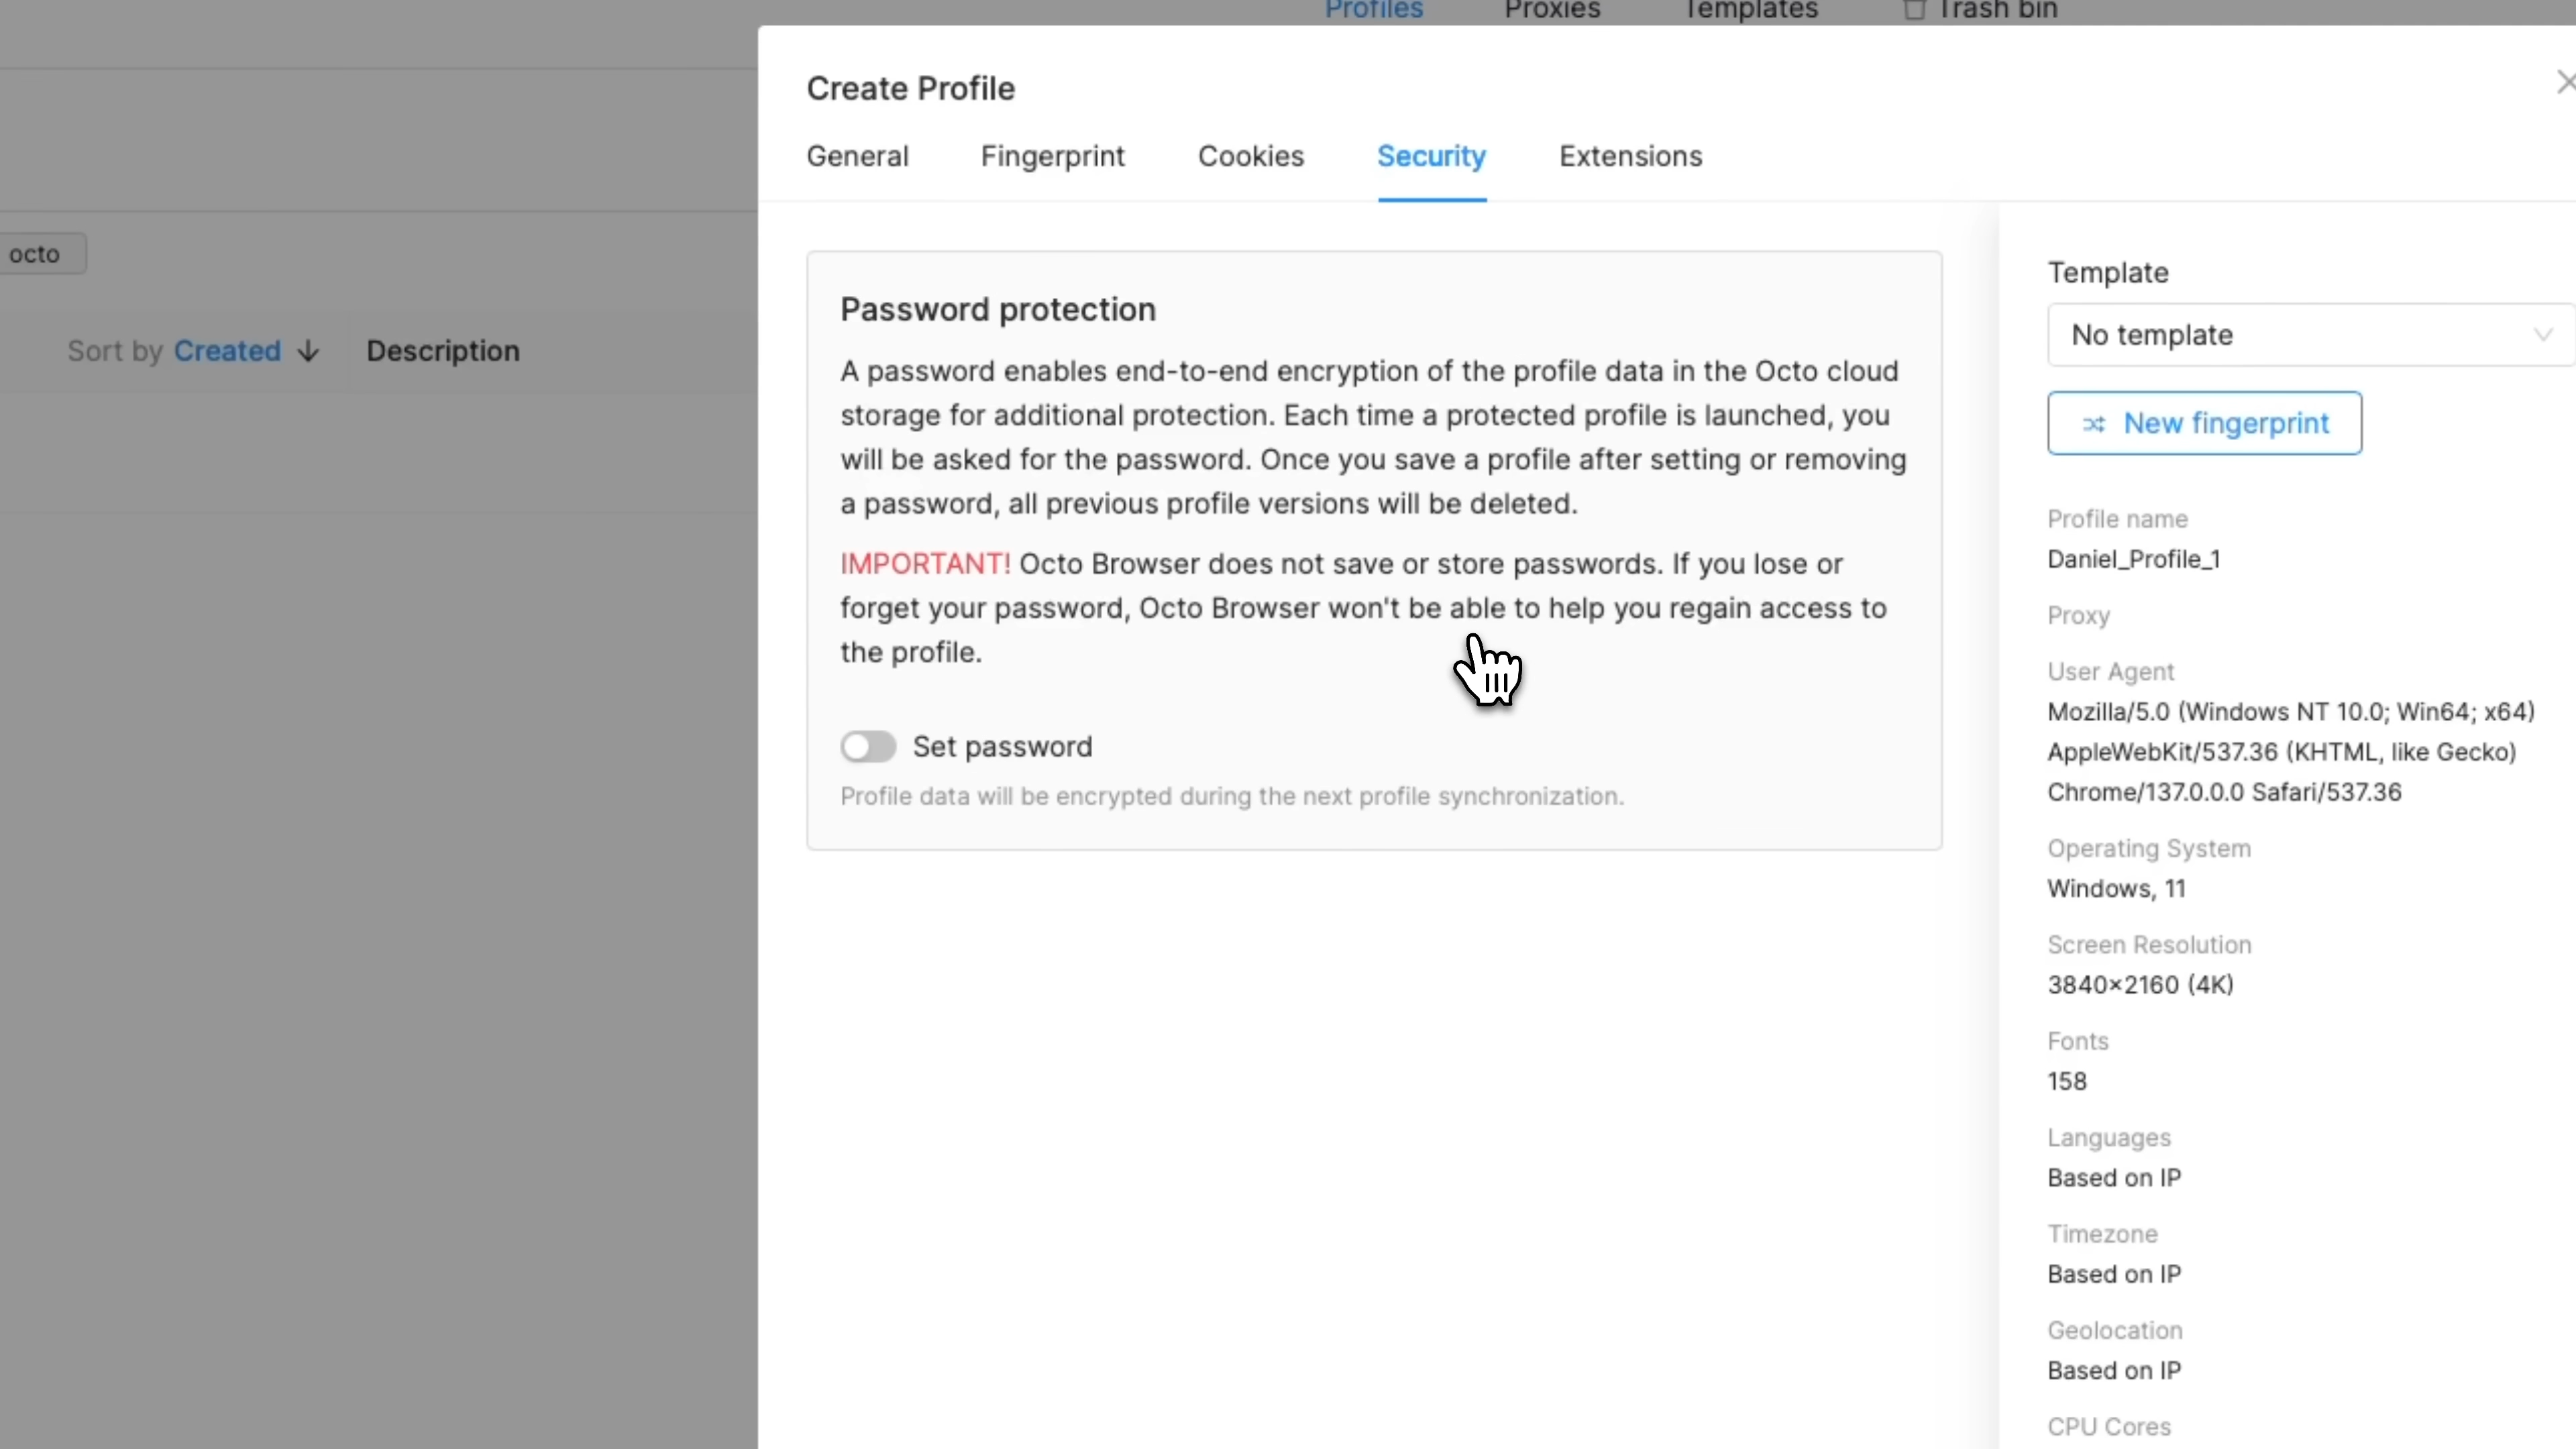 Profiles Proxies Templates Trash bin
Create Profile
General Fingerprint Cookies Security Extensions
octo
Sort by Created Description
Password protection
A password enables end-to-end encryption of the profile data in the Octo cloud
storage for additional protection. Each time a protected profile is launched, you
will be asked for the password. Once you save a profile after setting or removing
a password, all previous profile versions will be deleted.
IMPORTANT! Octo Browser does not save or store passwords. If you lose or
forget your password, Octo Browser won't be able to help you regain access to
the profile.
Set password
Profile data will be encrypted during the next profile synchronization.
Template
No template
New fingerprint
Profile name
Daniel_Profile_1
Proxy
User Agent
Mozilla/5.0 (Windows NT 10.0; Win64; x64)
AppleWebKit/537.36 (KHTML, like Gecko)
Chrome/137.0.0.0 Safari/537.36
Operating System
Windows, 11
Screen Resolution
3840×2160 (4K)
Fonts
158
Languages
Based on IP
Timezone
Based on IP
Geolocation
Based on IP
CPU Cores